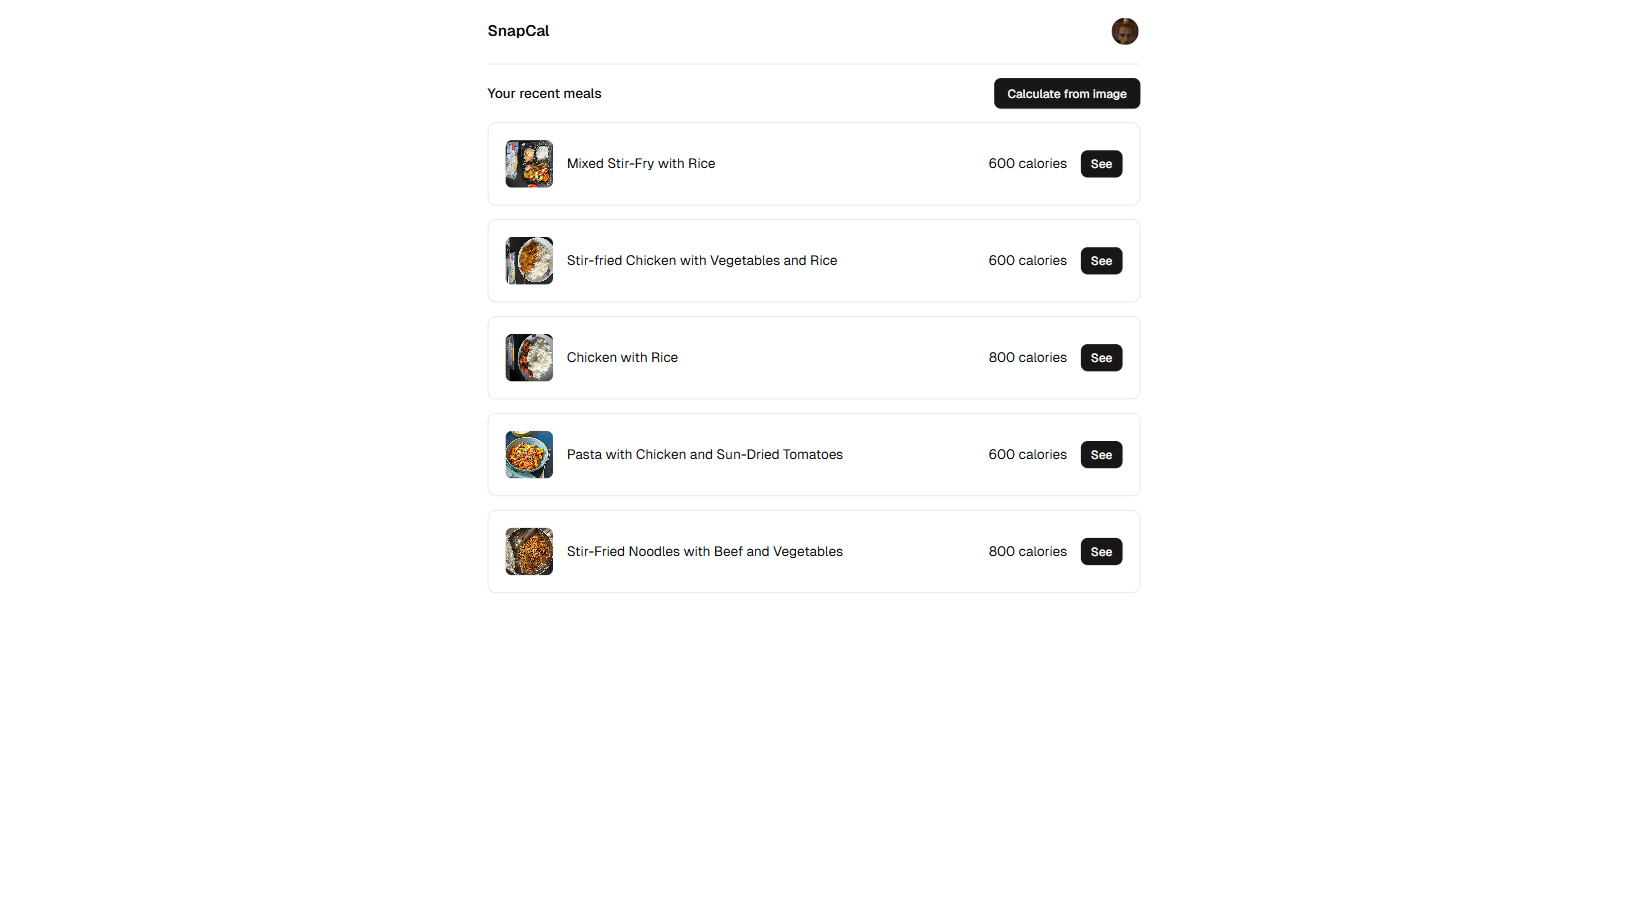 SnapCal
Your recent meals
Calculate from image
Mixed Stir-Fry with Rice
600 calories
See
Stir-fried Chicken with Vegetables and Rice
600 calories
See
Chicken with Rice
800 calories
See
Pasta with Chicken and Sun-Dried Tomatoes
600 calories
See
Stir-Fried Noodles with Beef and Vegetables
800 calories
See